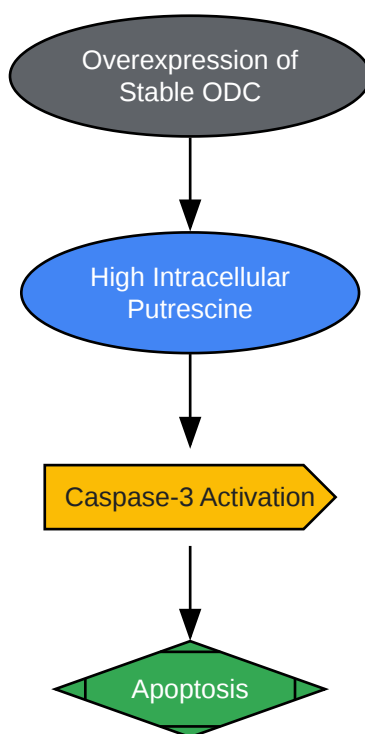 Overexpression of
Stable ODC
High Intracellular
Putrescine
Caspase-3 Activation
Apoptosis